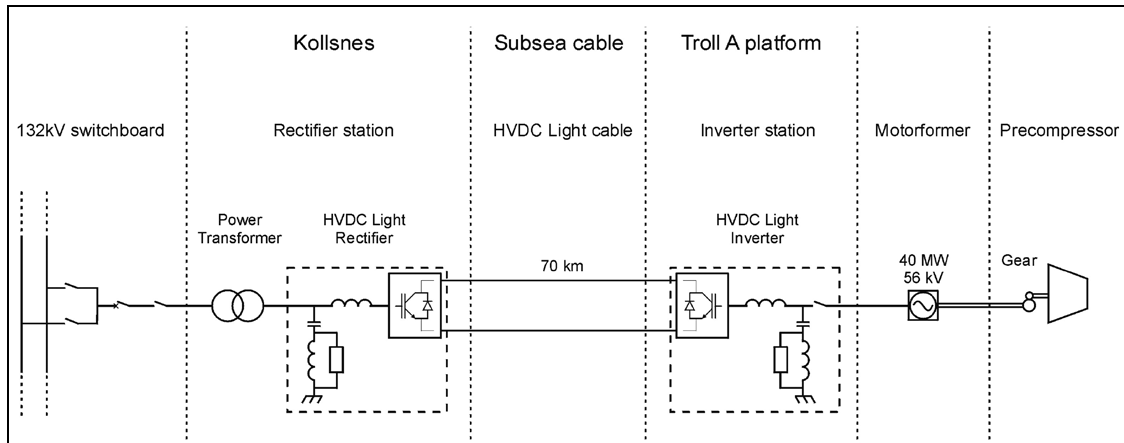 Kollsnes
Subsea cable
Troll A platform
132kV switchboard
Rectifier station
HVDC Light cable
Inverter station
Motorformer
Precompressor
Power
Transformer
HVDC Light
Rectifier
HVDC Light
Inverter
70 km
40 MW
56 kV
Gear